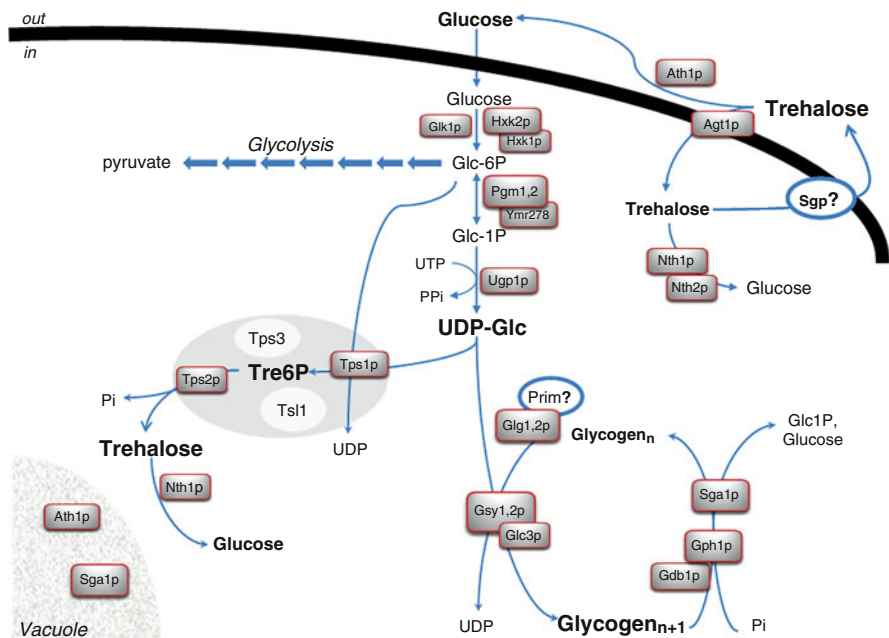 out
in
Glucose
Ath1p
Trehalose
Agt1p
Glucose
Glk1p
Hxk2p
Hxk1p
Glycolysis
pyruvate
Glc-6P
Pgm1,2
Ymr278
Trehalose
Sgp?
Glc-1P
Nth1p
Nth2p
Glucose
UTP
Ugp1p
PPi
UDP-Glc
Tps3
Tre6P
Tps1p
Tps2p
Pi
Tsl1
UDP
Trehalose
Nth1p
Glucose
Prim?
Glg1,2p
Glycogenn
Glc1P,
Glucose
Sga1p
Gsy1,2p
Glc3p
Gph1p
Gdb1p
Ath1p
Sga1p
Vacuole
UDP
Glycogenn+1
Pi